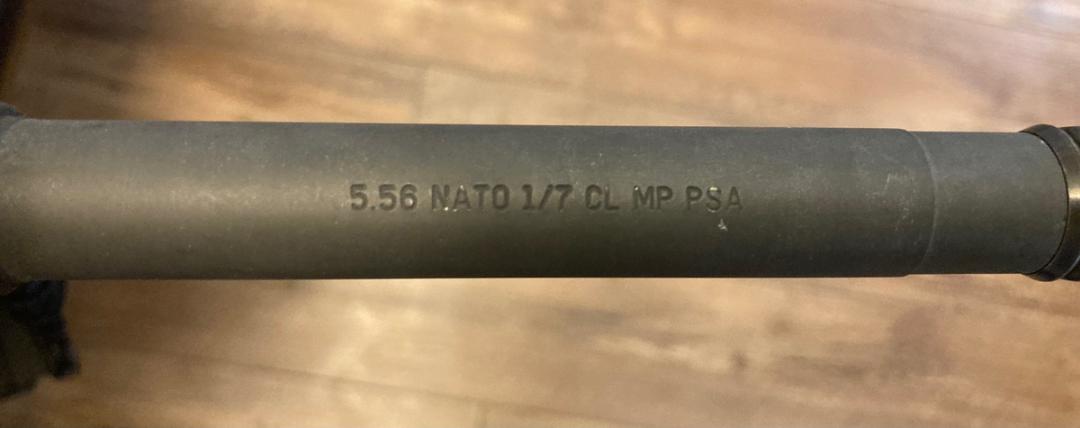 5.56 NATO 1/7 CL MP PSA